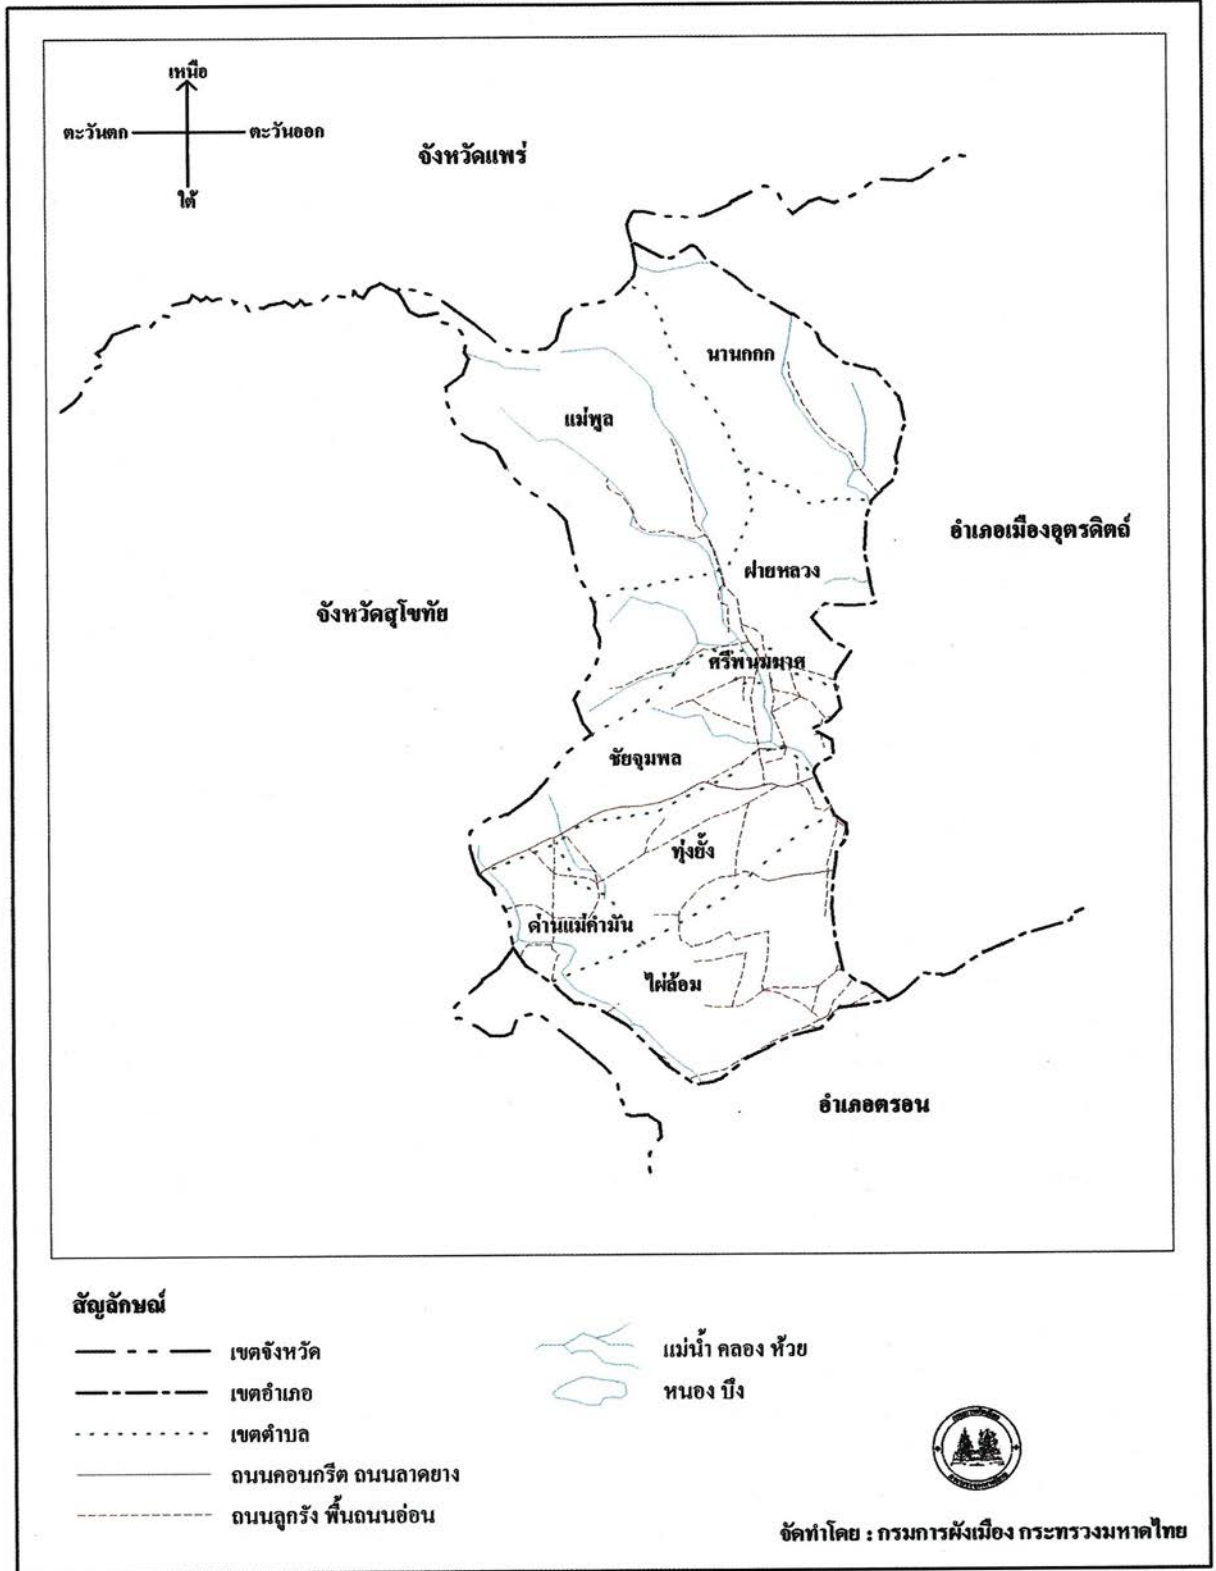 เหนือ
ตะวันตก
ตะวันออก
ใต้
จังหวัดแพร่
นานกกก
แม่พูล
อำเภอเมืองอุตรดิตถ์
ฝายหลวง
จังหวัดสุโขทัย
ศรีพนมมาศ
ชัยจุมพล
ทุ่งยั้ง
ด่านแม่คำมัน
ไผ่ล้อม
อำเภอตรอน
สัญลักษณ์
เขตจังหวัด
เขตอำเภอ
เขตตำบล
ถนนคอนกรีต ถนนลาดยาง
ถนนลูกรัง พื้นถนนอ่อน
แม่น้ำ คลอง ห้วย
หนอง บึง
จัดทำโดย : กรมการผังเมือง กระทรวงมหาดไทย